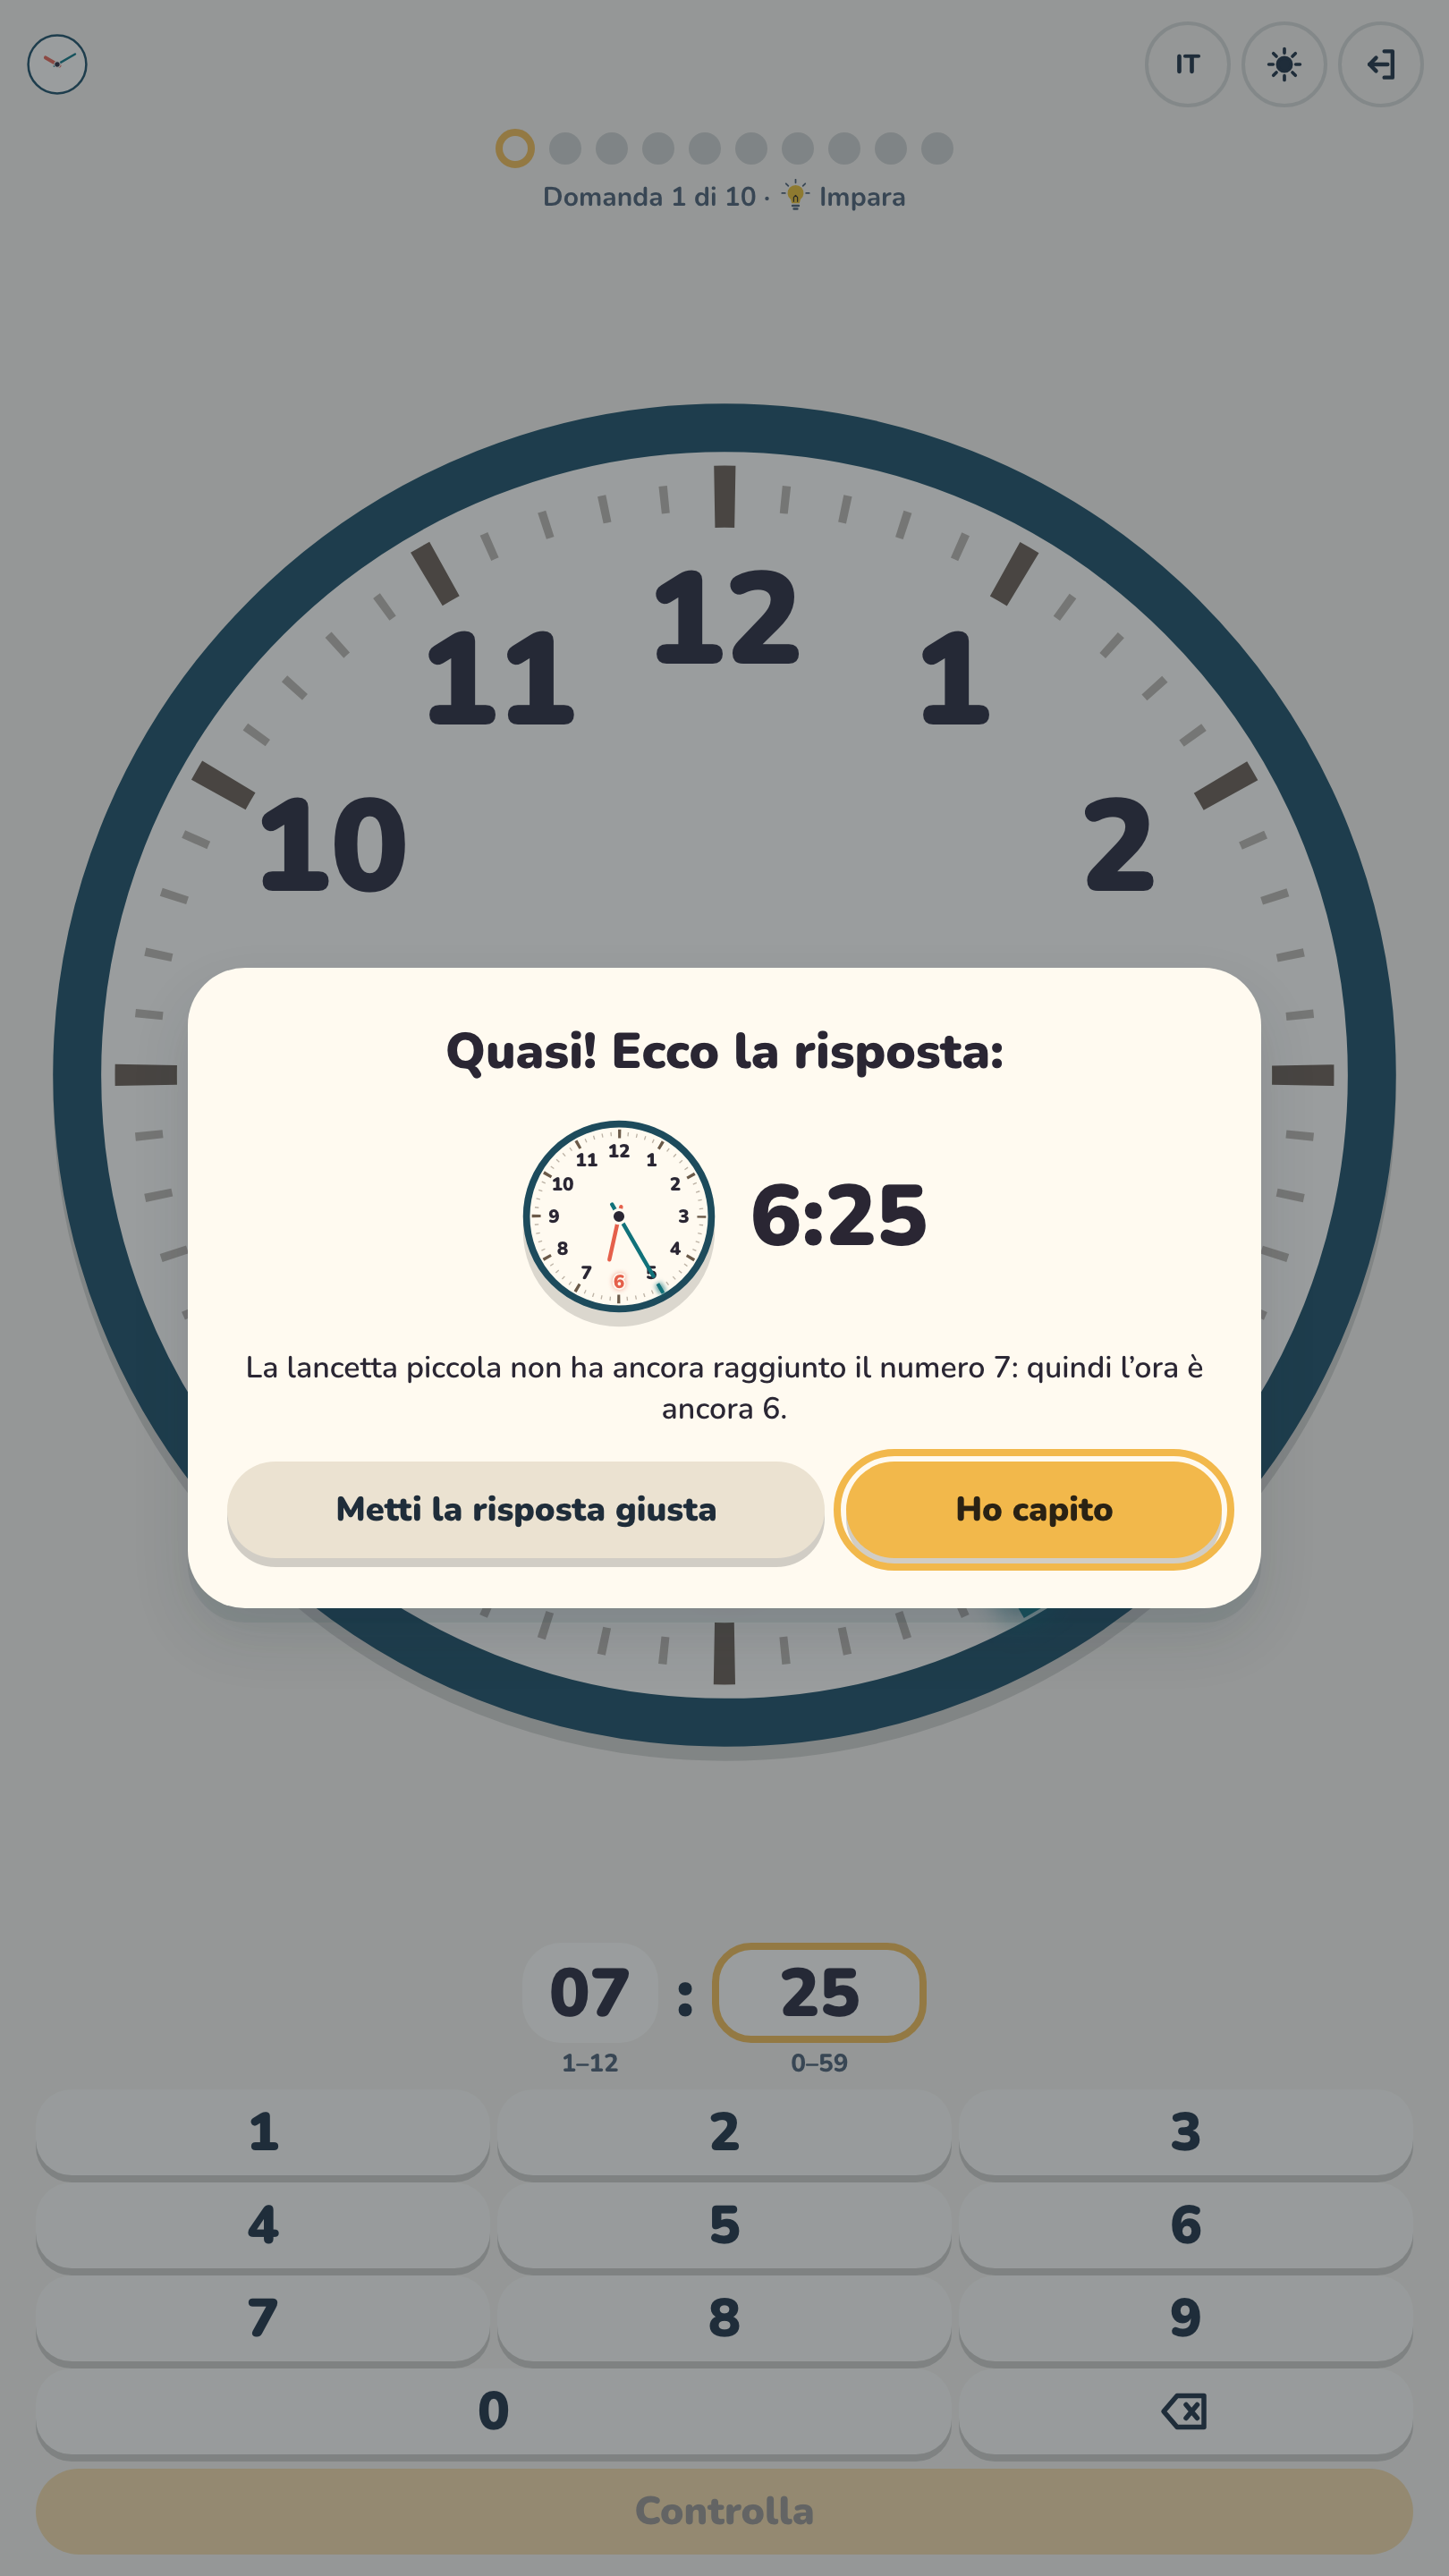 IT
Domanda 1 di 10 · Impara
12
11
1
10
2
Quasi! Ecco la risposta:
12
11
1
10
2
9
3
8
4
7
5
6
6:25
La lancetta piccola non ha ancora raggiunto il numero 7: quindi l’ora è
ancora 6.
Metti la risposta giusta
Ho capito
07 : 25
1–12
0–59
1 2 3
4 5 6
7 8 9
0
Controlla